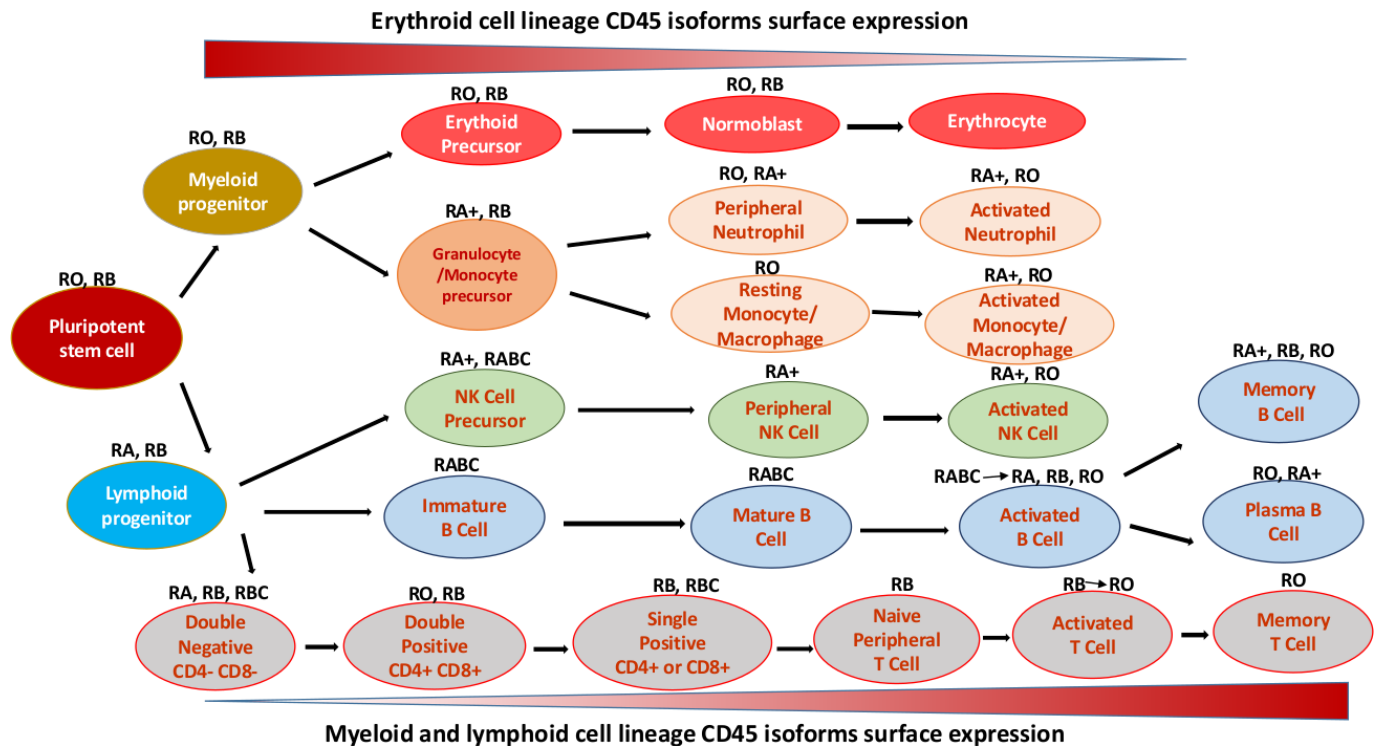 Erythroid cell lineage CD45 isoforms surface expression
RO, RB
Erythoid
Precursor
RO, RB
Normoblast
Erythrocyte
RO, RB
Myeloid
progenitor
RA+, RB
Granulocyte
/Monocyte
precursor
RO, RA+
Peripheral
Neutrophil
RA+, RO
Activated
Neutrophil
RO
Resting
Monocyte/
Macrophage
RA+, RO
Activated
Monocyte/
Macrophage
RO, RB
Pluripotent
stem cell
RA+, RABC
NK Cell
Precursor
RA+
Peripheral
NK Cell
RA+, RO
Activated
NK Cell
RA+, RB, RO
Memory
B Cell
RA, RB
Lymphoid
progenitor
RABC
Immature
B Cell
RABC
Mature B
Cell
RABC → RA, RB, RO
Activated
B Cell
RO, RA+
Plasma B
Cell
RA, RB, RBC
Double
Negative
CD4- CD8-
RO, RB
Double
Positive
CD4+ CD8+
RB, RBC
Single
Positive
CD4+ or CD8+
RB
Naive
Peripheral
T Cell
RB → RO
Activated
T Cell
RO
Memory
T Cell
Myeloid and lymphoid cell lineage CD45 isoforms surface expression